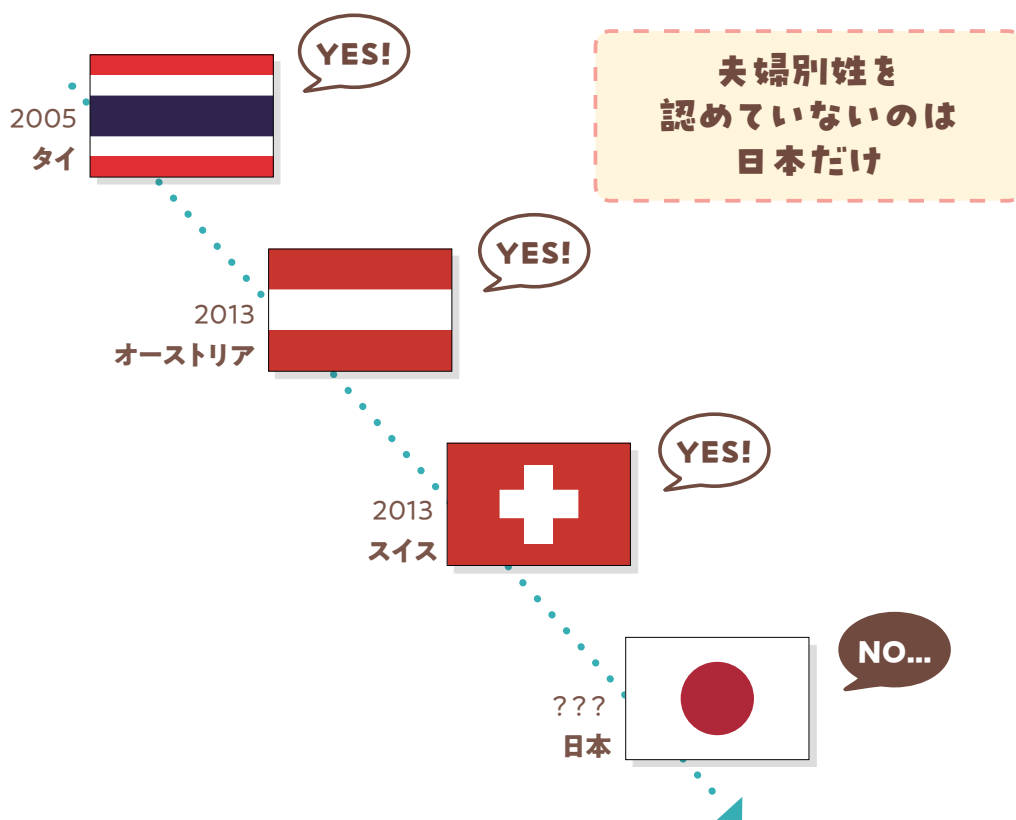 YES!
夫婦別姓を
認めていないのは
日本だけ
2005
タイ
YES!
2013
オーストリア
YES!
2013
スイス
NO...
???
日本